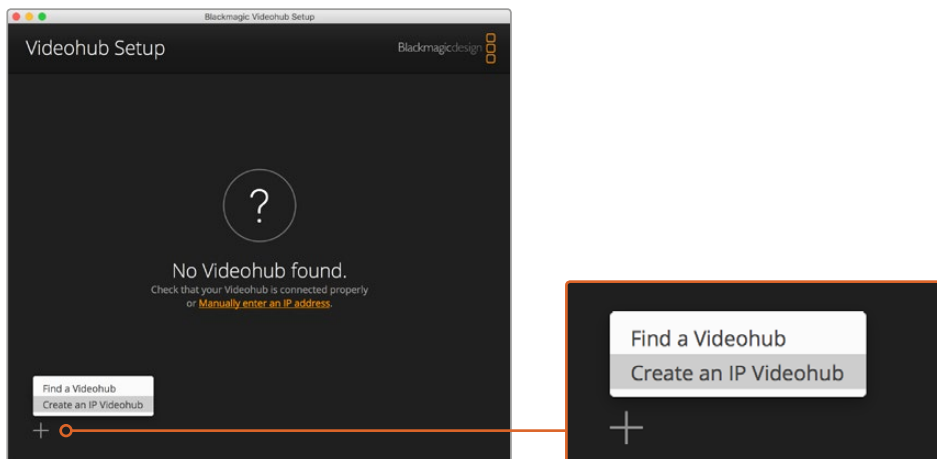 Blackmagic Videohub Setup
Videohub Setup
Blackmagicdesign
?
No Videohub found.
Check that your Videohub is connected properly
or Manually enter an IP address.
Find a Videohub
Create an IP Videohub
+
Find a Videohub
Create an IP Videohub
+